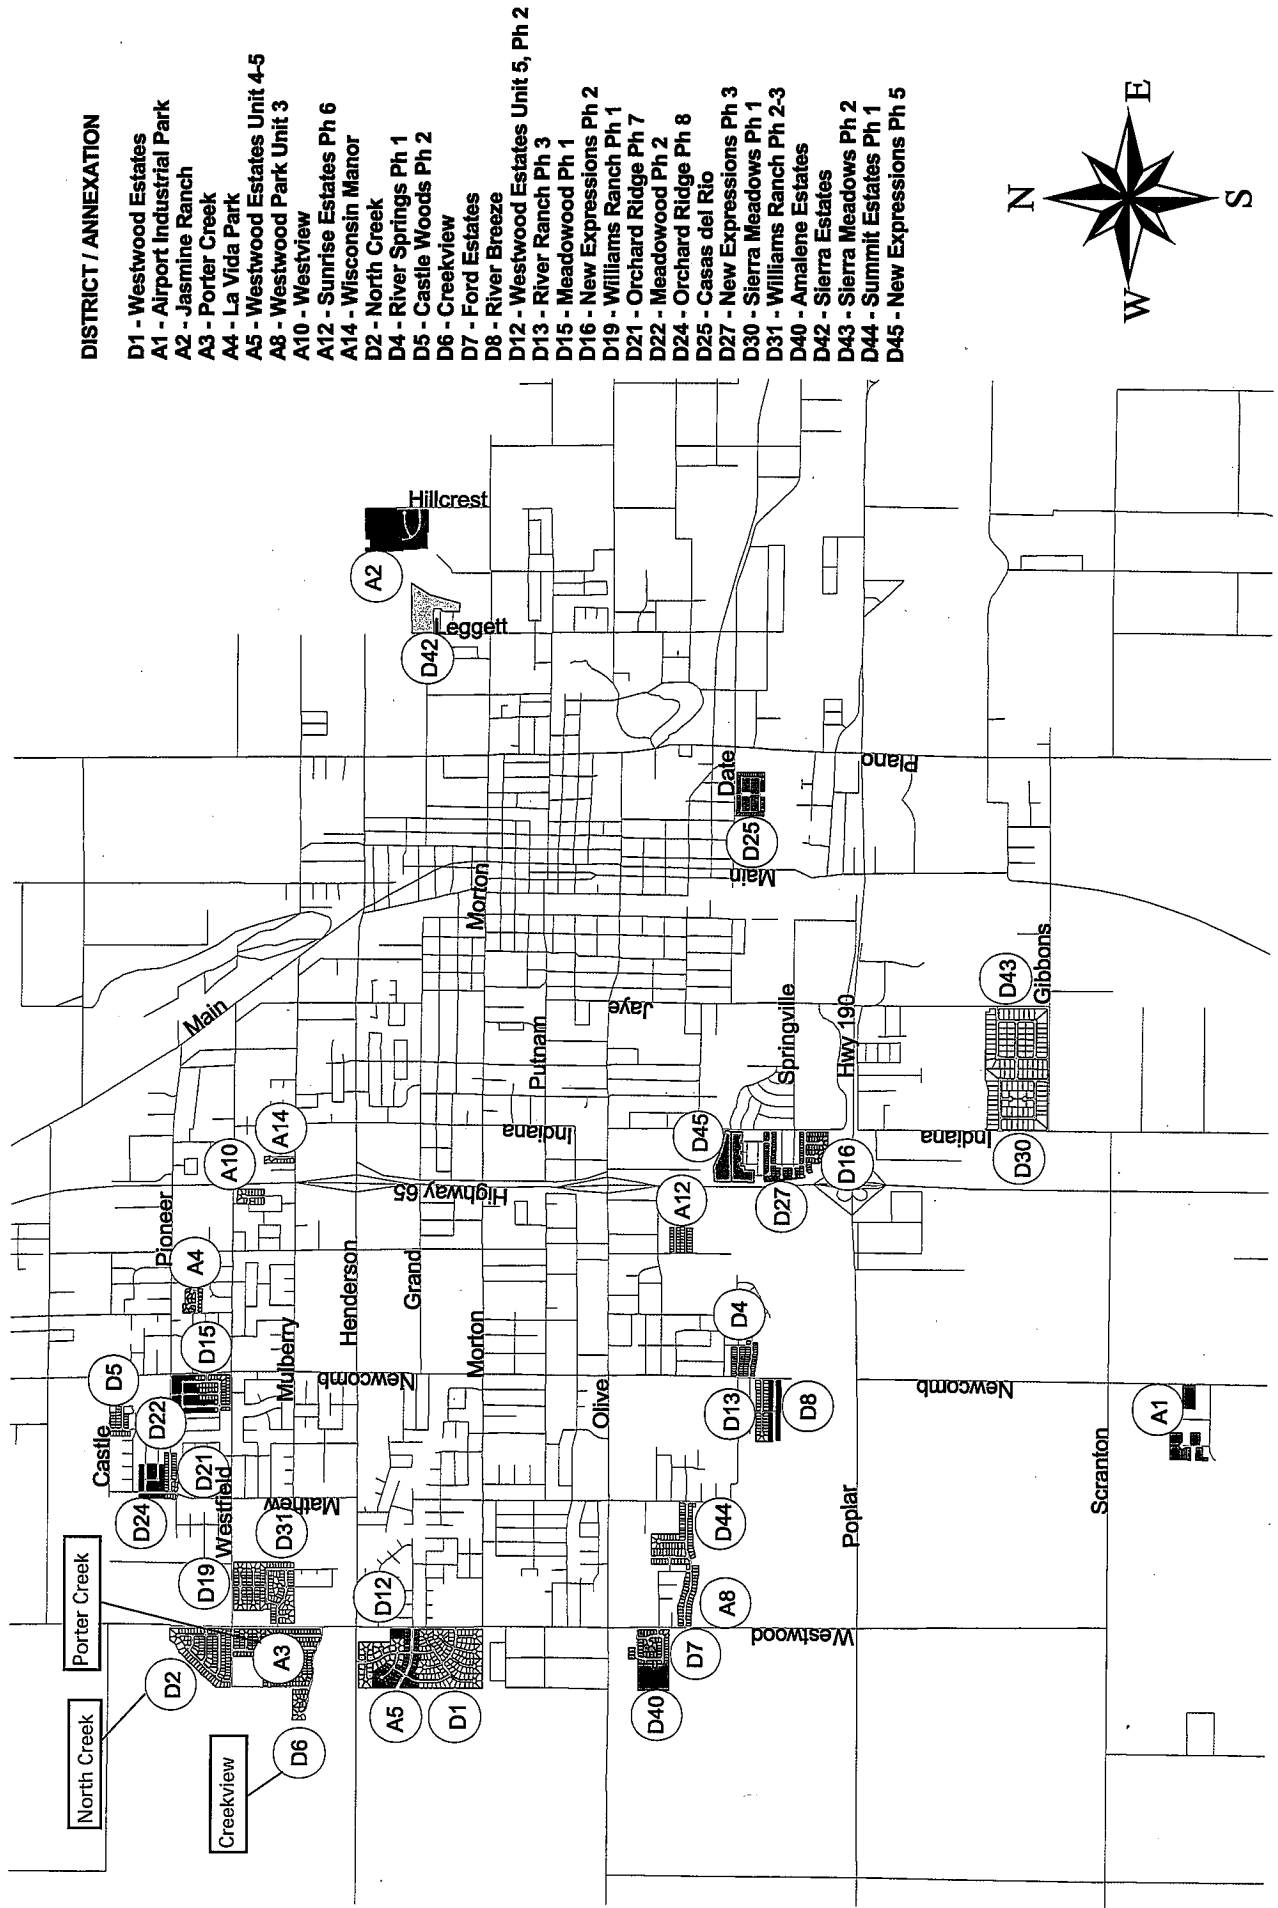 DISTRICT / ANNEXATION
D1 - Westwood Estates
A1 - Airport Industrial Park
A2 - Jasmine Ranch
A3 - Porter Creek
A4 - La Vida Park
A5 - Westwood Estates Unit 4-5
A8 - Westwood Park Unit 3
A10 - Westview
A12 - Sunrise Estates Ph 6
A14 - Wisconsin Manor
D2 - North Creek
D4 - River Springs Ph 1
D5 - Castle Woods Ph 2
D6 - Creekview
D7 - Ford Estates
D8 - River Breeze
D12 - Westwood Estates Unit 5, Ph 2
D13 - River Ranch Ph 3
D15 - Meadowood Ph 1
D16 - New Expressions Ph 2
D19 - Williams Ranch Ph 1
D21 - Orchard Ridge Ph 7
D22 - Meadowood Ph 2
D24 - Orchard Ridge Ph 8
D25 - Casas del Rio
D27 - New Expressions Ph 3
D30 - Sierra Meadows Ph 1
D31 - Williams Ranch Ph 2-3
D40 - Amalene Estates
D42 - Sierra Estates
D43 - Sierra Meadows Ph 2
D44 - Summit Estates Ph 1
D45 - New Expressions Ph 5
N
E
S
W
Hillcrest
A2
Leggett
D42
Plano
Date
D25
Main
Morton
Main
Jaye
Putnam
Springville
Hwy 190
D43
Gibbons
Indiana
Indiana
D30
A14
A10
D45
D16
D27
A12
Highway 65
Pioneer
A4
Henderson
Grand
Morton
D4
D15
Mulberry
Newcomb
Olive
D5
D22
Castle
D21
D24
Westfield
Mathew
D31
D19
D12
D13
D8
Newcomb
A1
Scranton
Poplar
D44
A8
Westwood
D7
D40
Porter Creek
A3
D2
North Creek
A5
D1
D6
Creekview